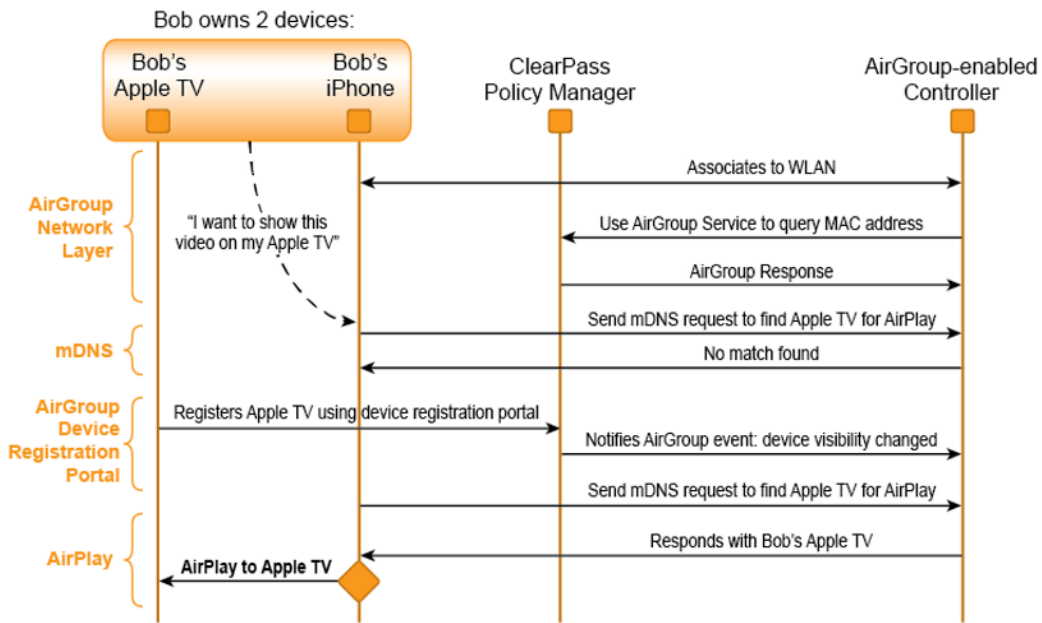 Bob owns 2 devices:
Bob's
Apple TV
Bob's
iPhone
ClearPass
Policy Manager
AirGroup-enabled
Controller
AirGroup
Network
Layer
Associates to WLAN
"I want to show this
video on my Apple TV"
Use AirGroup Service to query MAC address
AirGroup Response
mDNS
Send mDNS request to find Apple TV for AirPlay
No match found
AirGroup
Device
Registration
Portal
Registers Apple TV using device registration portal
Notifies AirGroup event: device visibility changed
Send mDNS request to find Apple TV for AirPlay
AirPlay
Responds with Bob's Apple TV
AirPlay to Apple TV